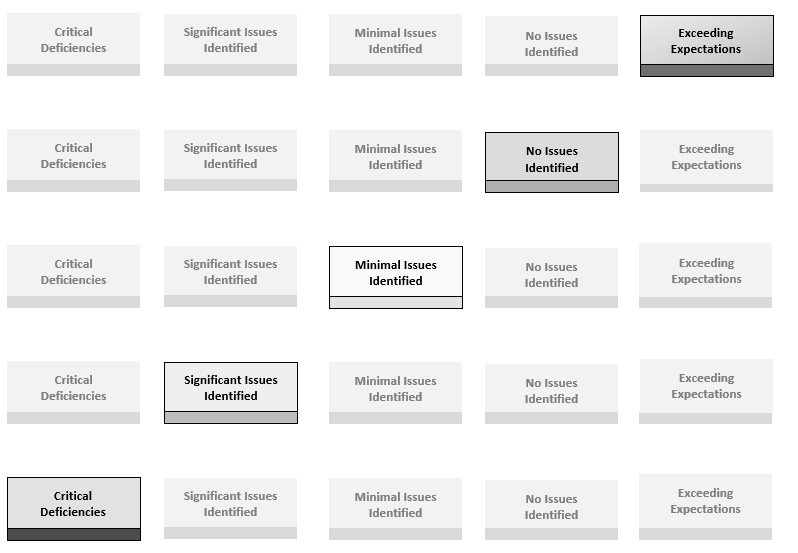 Critical
Deficiencies
Significant Issues
Identified
Minimal Issues
Identified
No Issues
Identified
Exceeding
Expectations
Critical
Deficiencies
Significant Issues
Identified
Minimal Issues
Identified
No Issues
Identified
Exceeding
Expectations
Critical
Deficiencies
Significant Issues
Identified
Minimal Issues
Identified
No Issues
Identified
Exceeding
Expectations
Critical
Deficiencies
Significant Issues
Identified
Minimal Issues
Identified
No Issues
Identified
Exceeding
Expectations
Critical
Deficiencies
Significant Issues
Identified
Minimal Issues
Identified
No Issues
Identified
Exceeding
Expectations